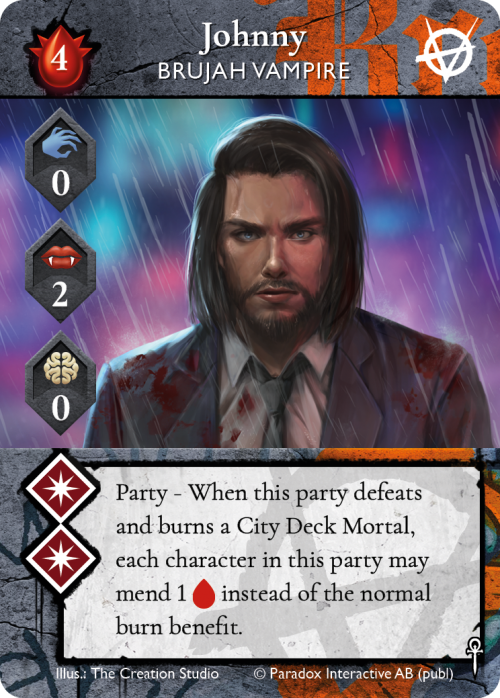 4
Johnny
BRUJAH VAMPIRE
0
2
0
Party - When this party defeats
and burns a City Deck Mortal,
each character in this party may
mend 1 instead of the normal
burn benefit.
Illus.: The Creation Studio © Paradox Interactive AB (publ)